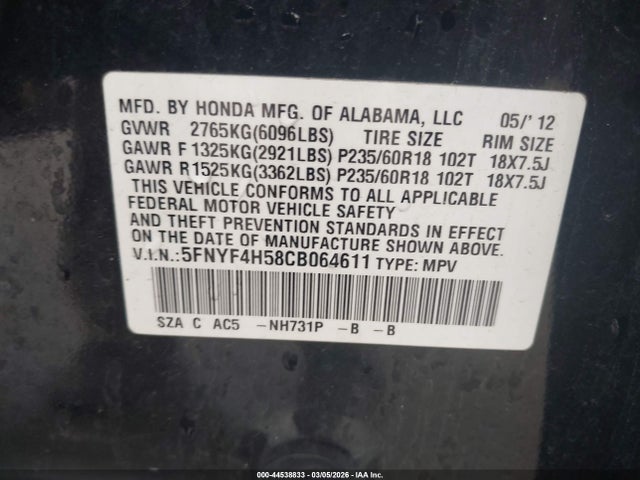 MFD. BY HONDA MFG. OF ALABAMA, LLC 05/' 12
GVWR 2765KG(6096LBS) TIRE SIZE RIM SIZE
GAWR F 1325KG(2921LBS) P235/60R18 102T 18X7.5J
GAWR R 1525KG(3362LBS) P235/60R18 102T 18X7.5J
THIS VEHICLE CONFORMS TO ALL APPLICABLE
FEDERAL MOTOR VEHICLE SAFETY
AND THEFT PREVENTION STANDARDS IN EFFECT
ON THE DATE OF MANUFACTURE SHOWN ABOVE.
V.I.N.:5FNYF4H58CB064611 TYPE: MPV
SZA C AC5 -NH731P -B -B
000-44538833 - 03/05/2026 - IAA Inc.